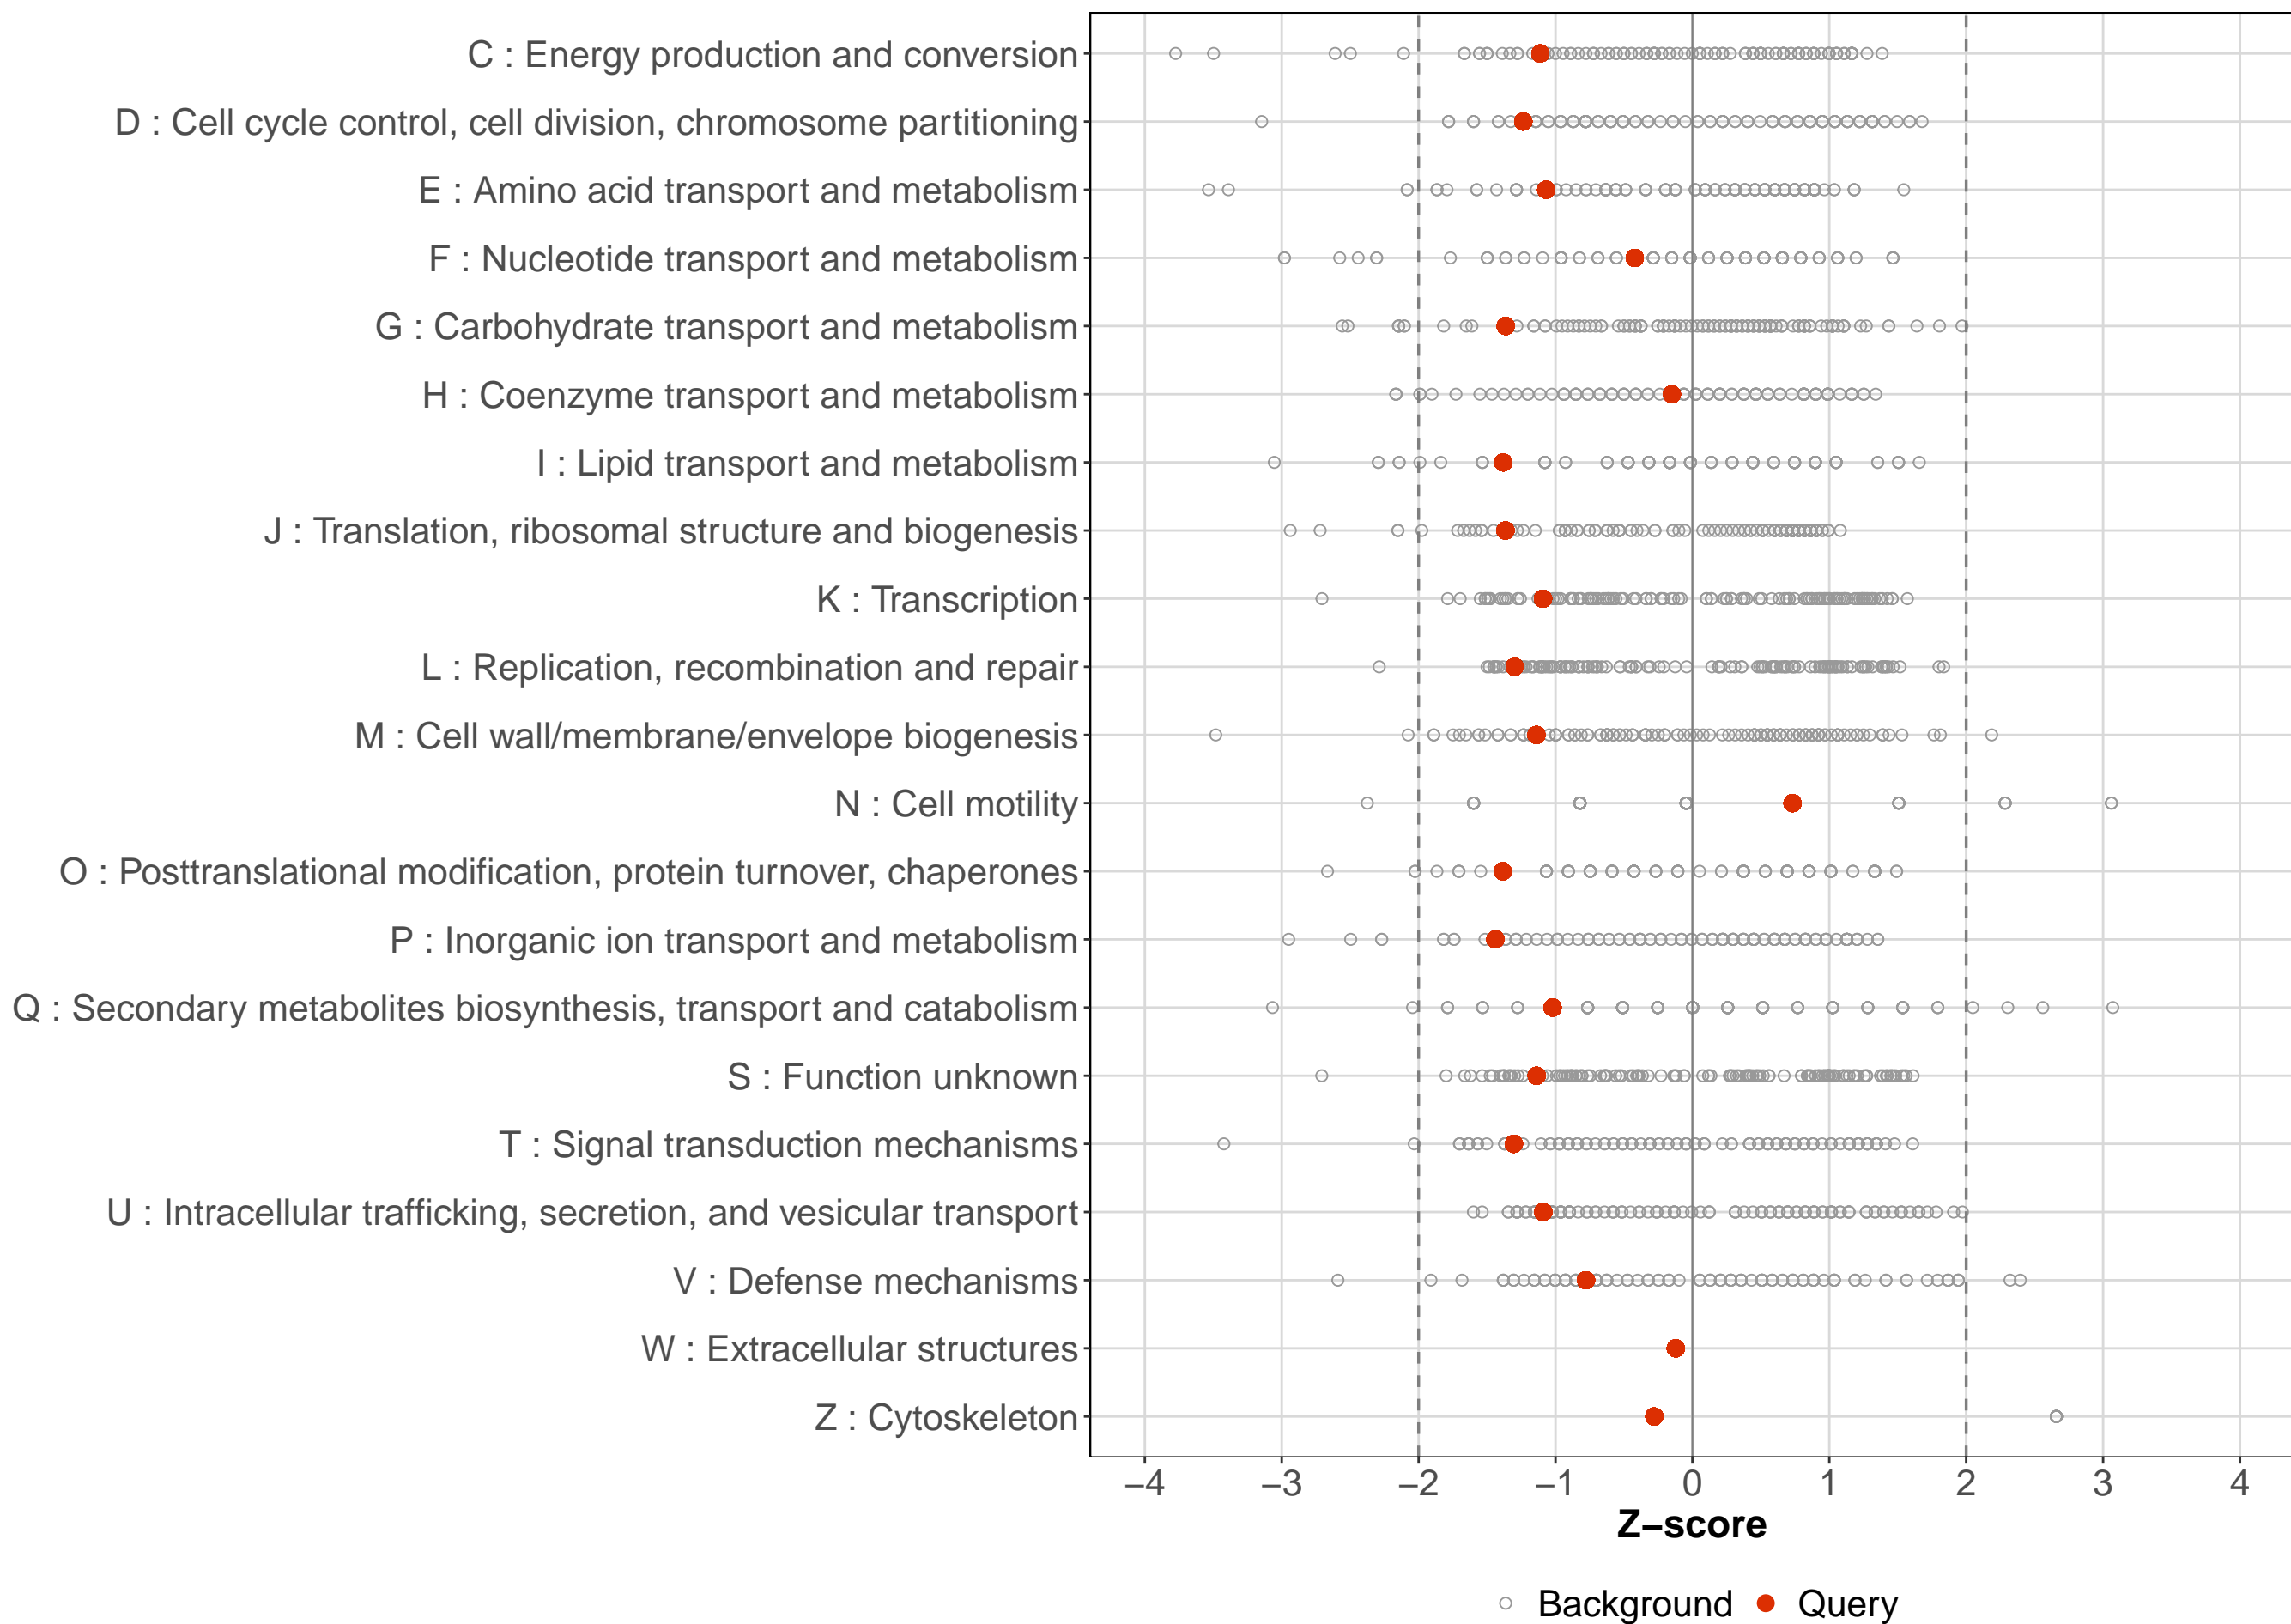 C : Energy production and conversion
D : Cell cycle control, cell division, chromosome partitioning
E : Amino acid transport and metabolism
F : Nucleotide transport and metabolism
G : Carbohydrate transport and metabolism
H : Coenzyme transport and metabolism
I : Lipid transport and metabolism
J : Translation, ribosomal structure and biogenesis
K : Transcription
L : Replication, recombination and repair
M : Cell wall/membrane/envelope biogenesis
N : Cell motility
O : Posttranslational modification, protein turnover, chaperones
P : Inorganic ion transport and metabolism
Q : Secondary metabolites biosynthesis, transport and catabolism
S : Function unknown
T : Signal transduction mechanisms
U : Intracellular trafficking, secretion, and vesicular transport
V : Defense mechanisms
W : Extracellular structures
Z : Cytoskeleton
−4 −3 −2 −1 0 1 2 3 4
Z−score
Background Query